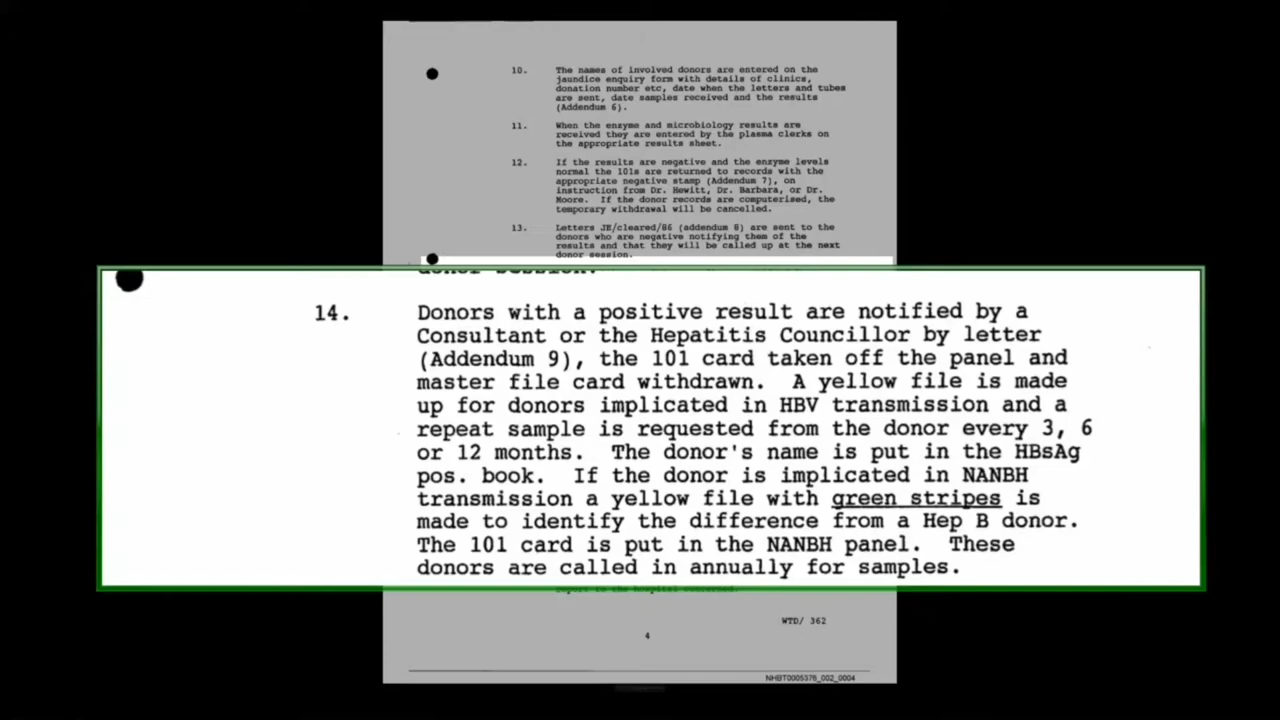 10. The names of involved donors are entered on the
jaundice enquiry form with details of clinics,
donation number etc, date when the letters and tubes
are sent, date samples received and the results
(Addendum 6).
11. When the enzyme and microbiology results are
received they are entered by the plasma clerks on
the appropriate results sheet.
12. If the results are negative and the enzyme levels
normal the 101s are returned to records with the
appropriate negative stamp (Addendum 7), on
instruction from Dr. Hewitt, Dr. Barbara, or Dr.
Moore. If the donor records are computerised, the
temporary withdrawal will be cancelled.
13. Letters JE/cleared/86 (addendum 8) are sent to the
donors who are negative notifying them of the
results and that they will be called up at the next
donor session.
donor session.
14. Donors with a positive result are notified by a
Consultant or the Hepatitis Councillor by letter
(Addendum 9), the 101 card taken off the panel and
master file card withdrawn. A yellow file is made
up for donors implicated in HBV transmission and a
repeat sample is requested from the donor every 3, 6
or 12 months. The donor's name is put in the HBsAg
pos. book. If the donor is implicated in NANBH
transmission a yellow file with green stripes is
made to identify the difference from a Hep B donor.
The 101 card is put in the NANBH panel. These
donors are called in annually for samples.
report to the hospital concerned.
WTD/ 362
4
NHBT0005376_002_0004